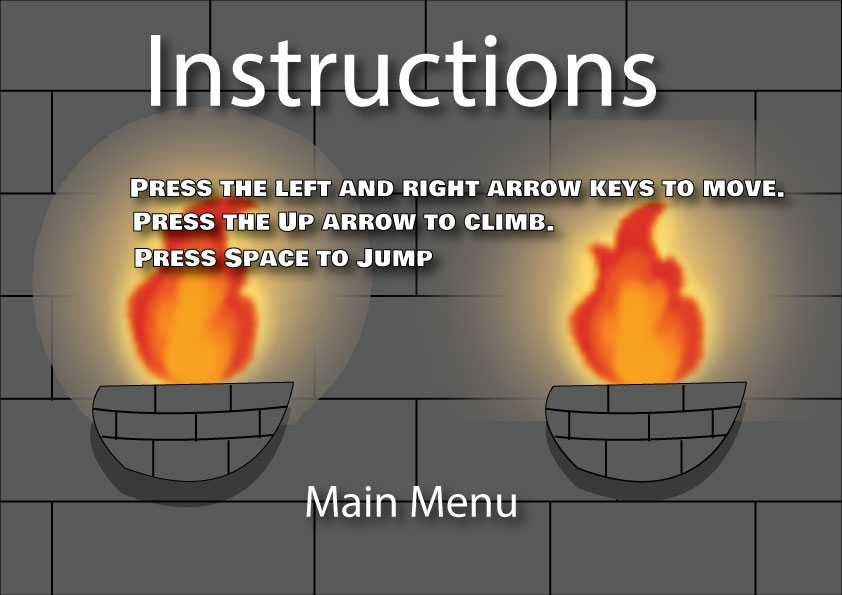 Instructions
Press the left and right arrow keys to move.
Press the Up arrow to climb.
Press Space to Jump
Main Menu